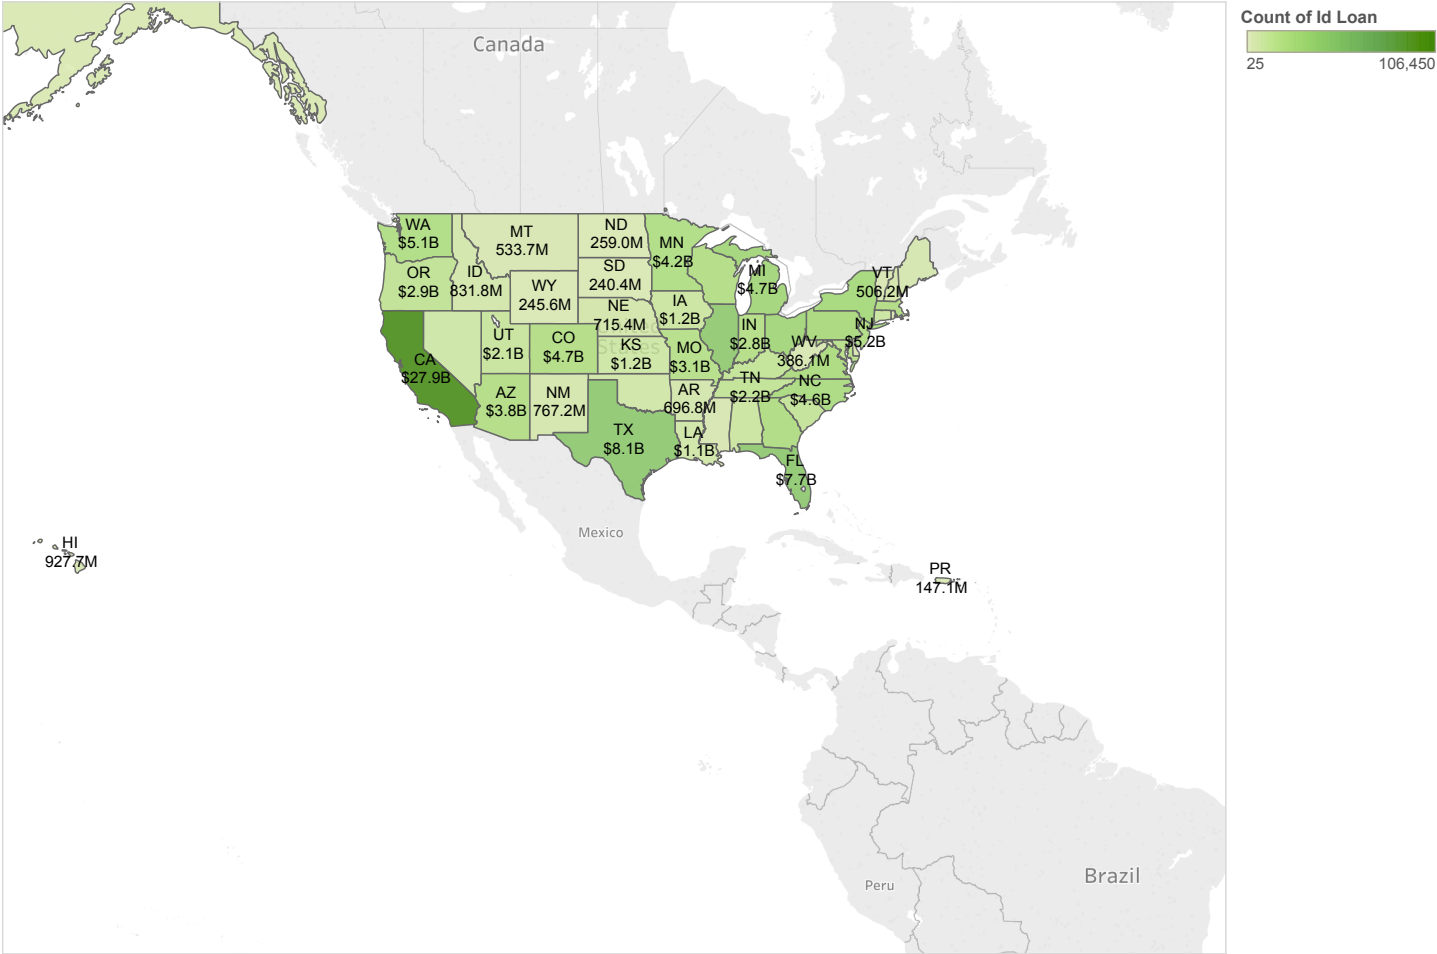 Count of Id Loan
25
106,450
Canada
WA
$5.1B
MT
533.7M
ND
259.0M
MN
$4.2B
OR
$2.9B
ID
831.8M
WY
245.6M
SD
240.4M
MI
$4.7B
VT
506.2M
NE
715.4M
IA
$1.2B
United
States
UT
$2.1B
CO
$4.7B
KS
$1.2B
MO
$3.1B
IN
$2.8B
WV
386.1M
NJ
$5.2B
CA
$27.9B
AZ
$3.8B
NM
767.2M
AR
696.8M
TN
$2.2B
NC
$4.6B
TX
$8.1B
LA
$1.1B
FL
$7.7B
Mexico
HI
927.7M
PR
147.1M
Brazil
Peru